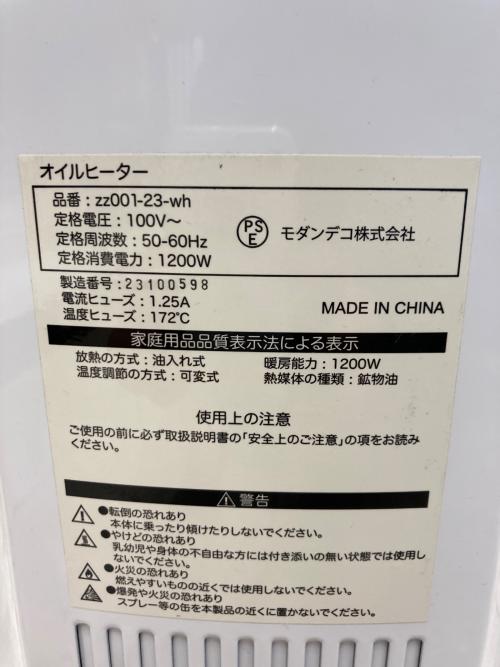 オイルヒーター
品番：zz001-23-wh
定格電圧：100V～
定格周波数：50-60Hz
定格消費電力：1200W
PS
E
モダンデコ株式会社
製造番号：23100598
電流ヒューズ：1.25A
温度ヒューズ：172℃
MADE IN CHINA
家庭用品品質表示法による表示
放熱の方式：油入れ式 暖房能力：1200W
温度調節の方式：可変式 熱媒体の種類：鉱物油
使用上の注意
ご使用の前に必ず取扱説明書の「安全上のご注意」の項をお読み
ください。
警告
●転倒の恐れあり
本体に乗ったり傾けたりしないでください。
●やけどの恐れあり
乳幼児や身体の不自由な方には付き添いの無い状態では使用し
ないでください。
●火災の恐れあり
燃えやすいものの近くでは使用しないでください。
●爆発や火災の恐れあり
スプレー等の缶を本製品の近くに置かないでください。